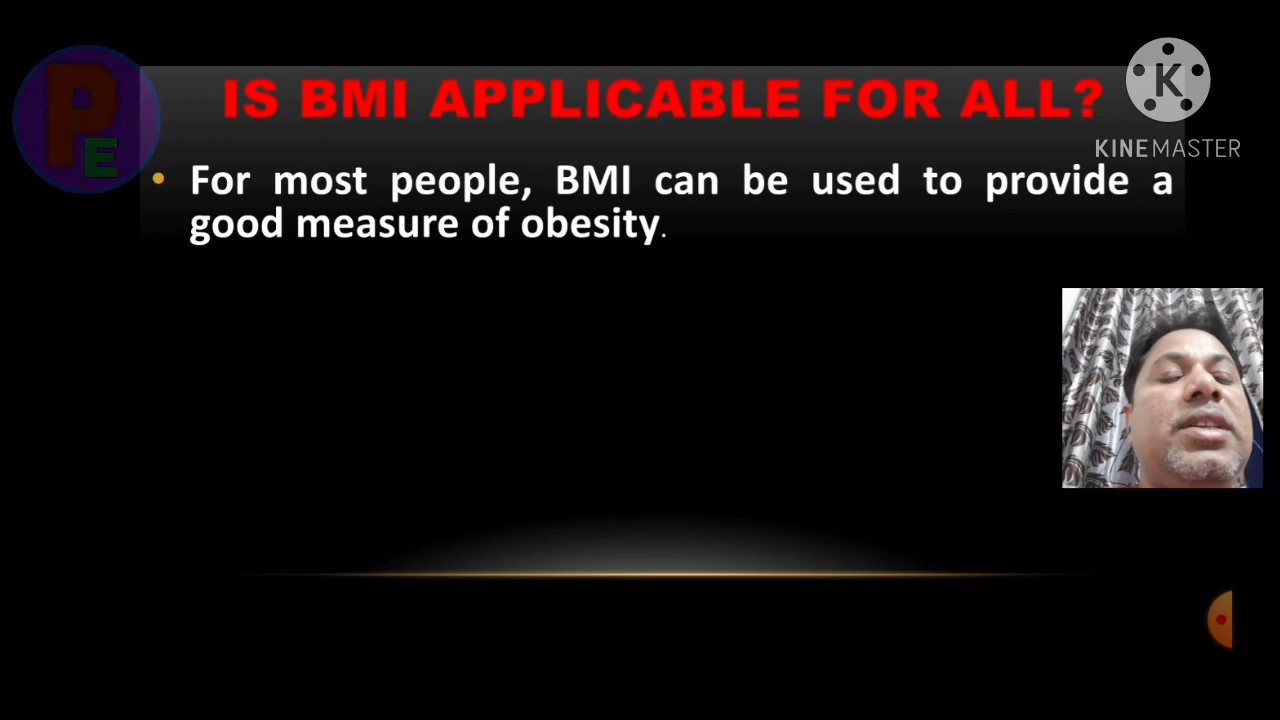 P
E
IS BMI APPLICABLE FOR ALL?
K
KINEMASTER
• For most people, BMI can be used to provide a
good measure of obesity.